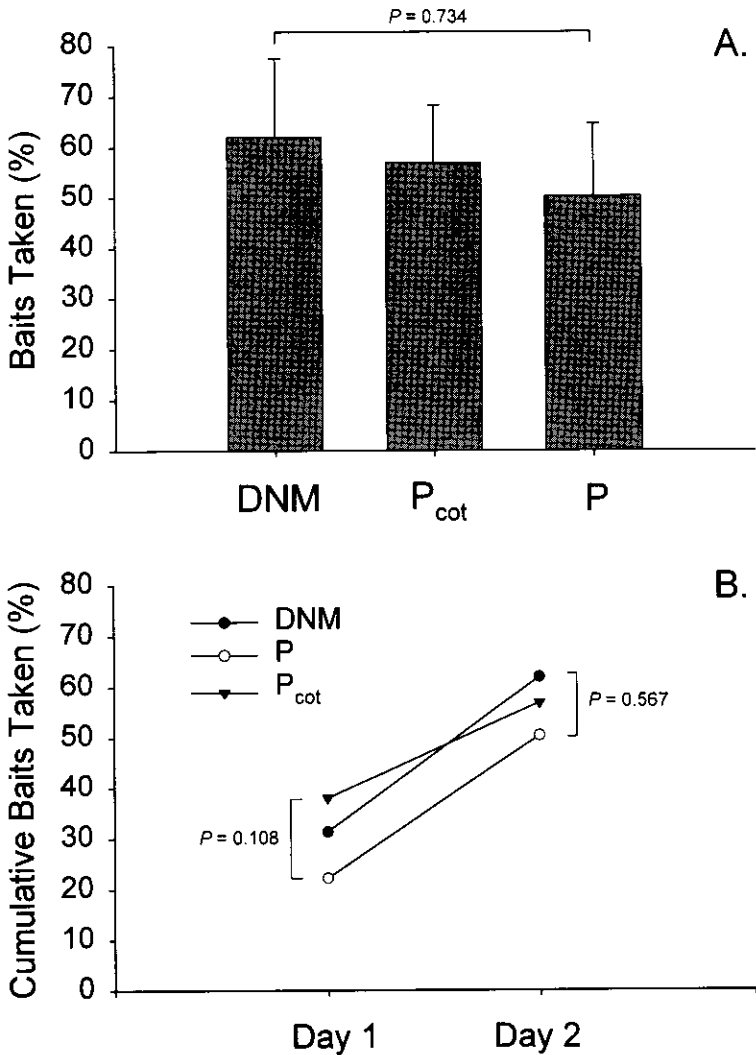 P = 0.734
A.
80
70
60
50
40
30
20
10
0
Baits Taken (%)
DNM
Pcot
P
B.
80
70
60
50
40
30
20
10
0
Cumulative Baits Taken (%)
DNM
P
Pcot
P = 0.567
P = 0.108
Day 1
Day 2